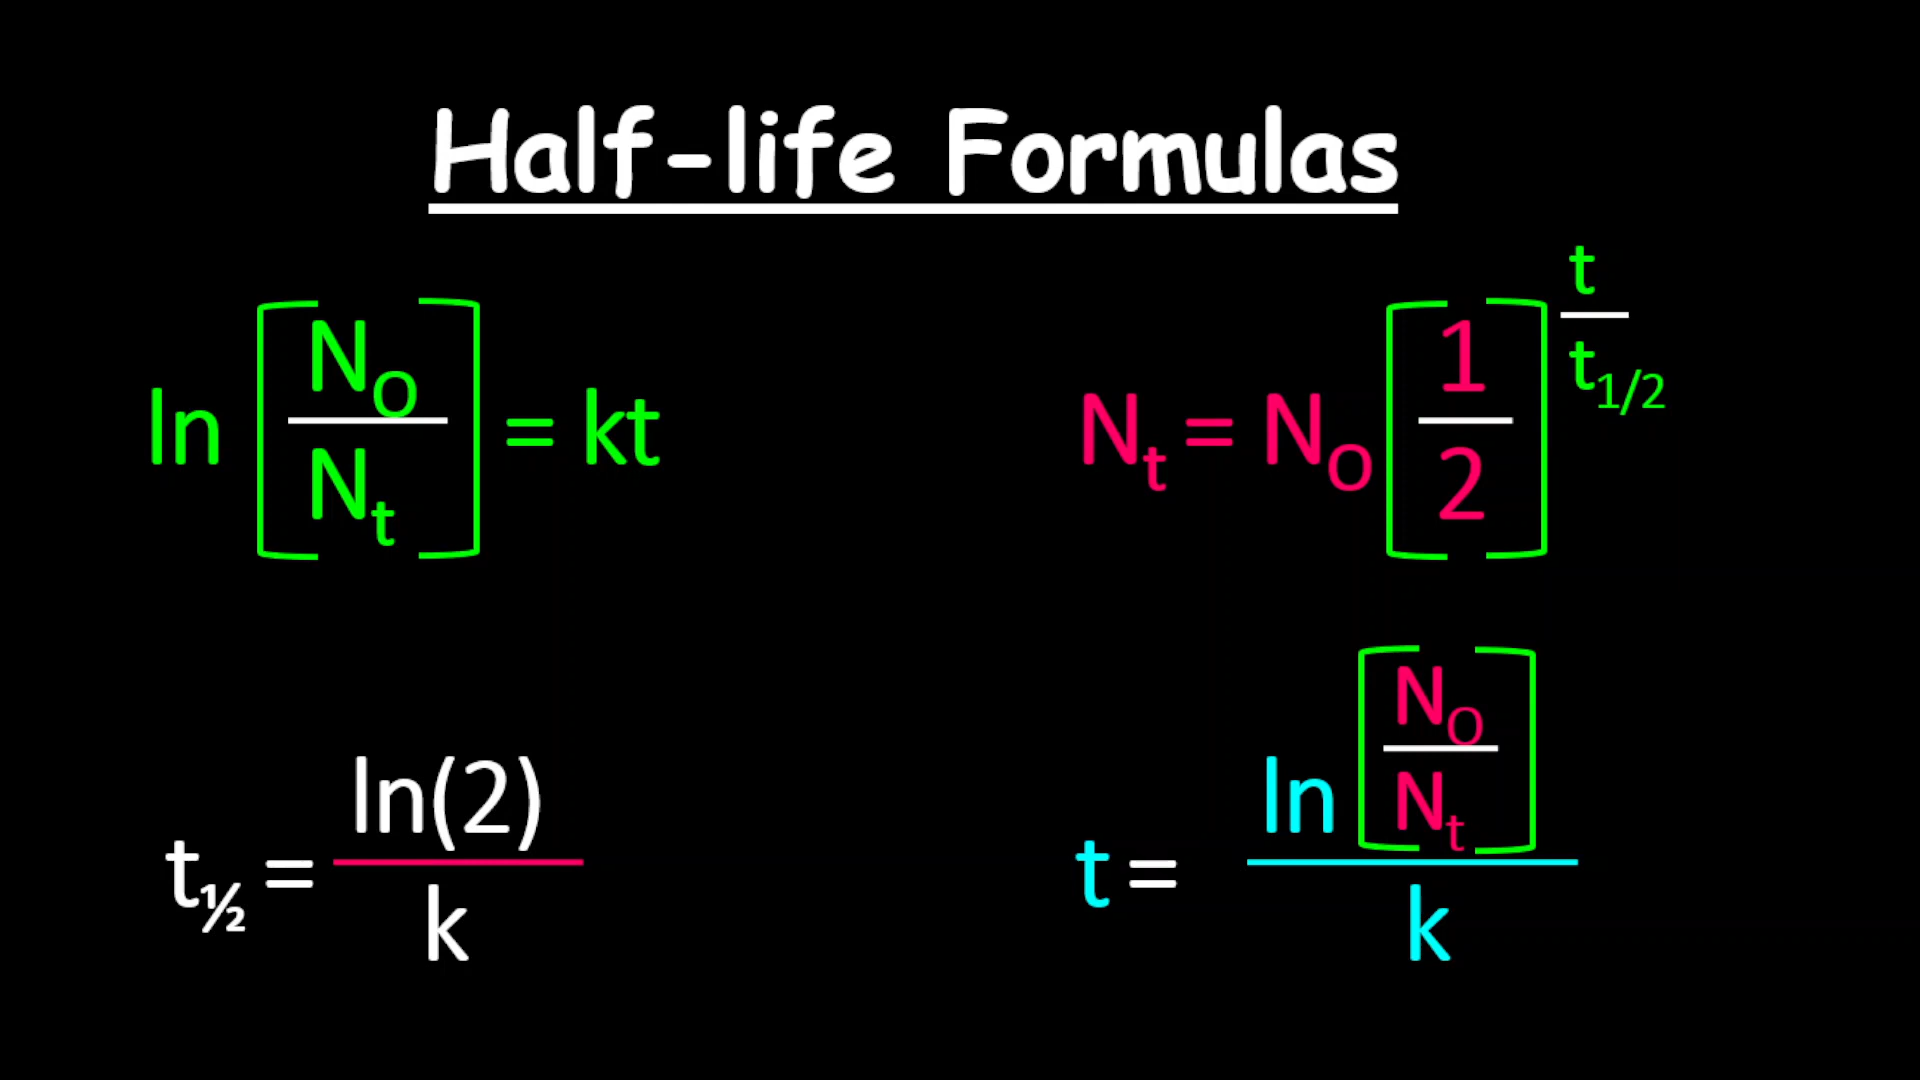 Half-life Formulas
ln [N₀/Nₜ] = kt
Nₜ = N₀ [1/2]^(t/t₁/₂)
t½ = ln(2)/k
t = ln [N₀/Nₜ]/k